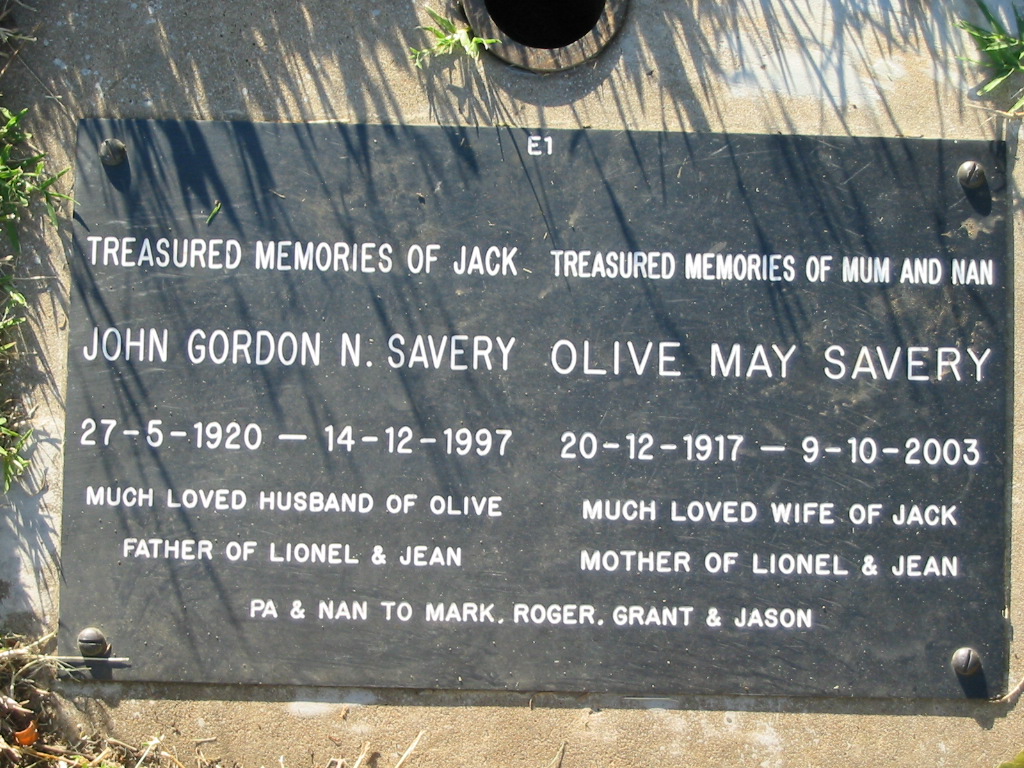 E1
TREASURED MEMORIES OF JACK
JOHN GORDON N. SAVERY
27-5-1920 — 14-12-1997
MUCH LOVED HUSBAND OF OLIVE
FATHER OF LIONEL & JEAN
TREASURED MEMORIES OF MUM AND NAN
OLIVE MAY SAVERY
20-12-1917 — 9-10-2003
MUCH LOVED WIFE OF JACK
MOTHER OF LIONEL & JEAN
PA & NAN TO MARK. ROGER. GRANT & JASON